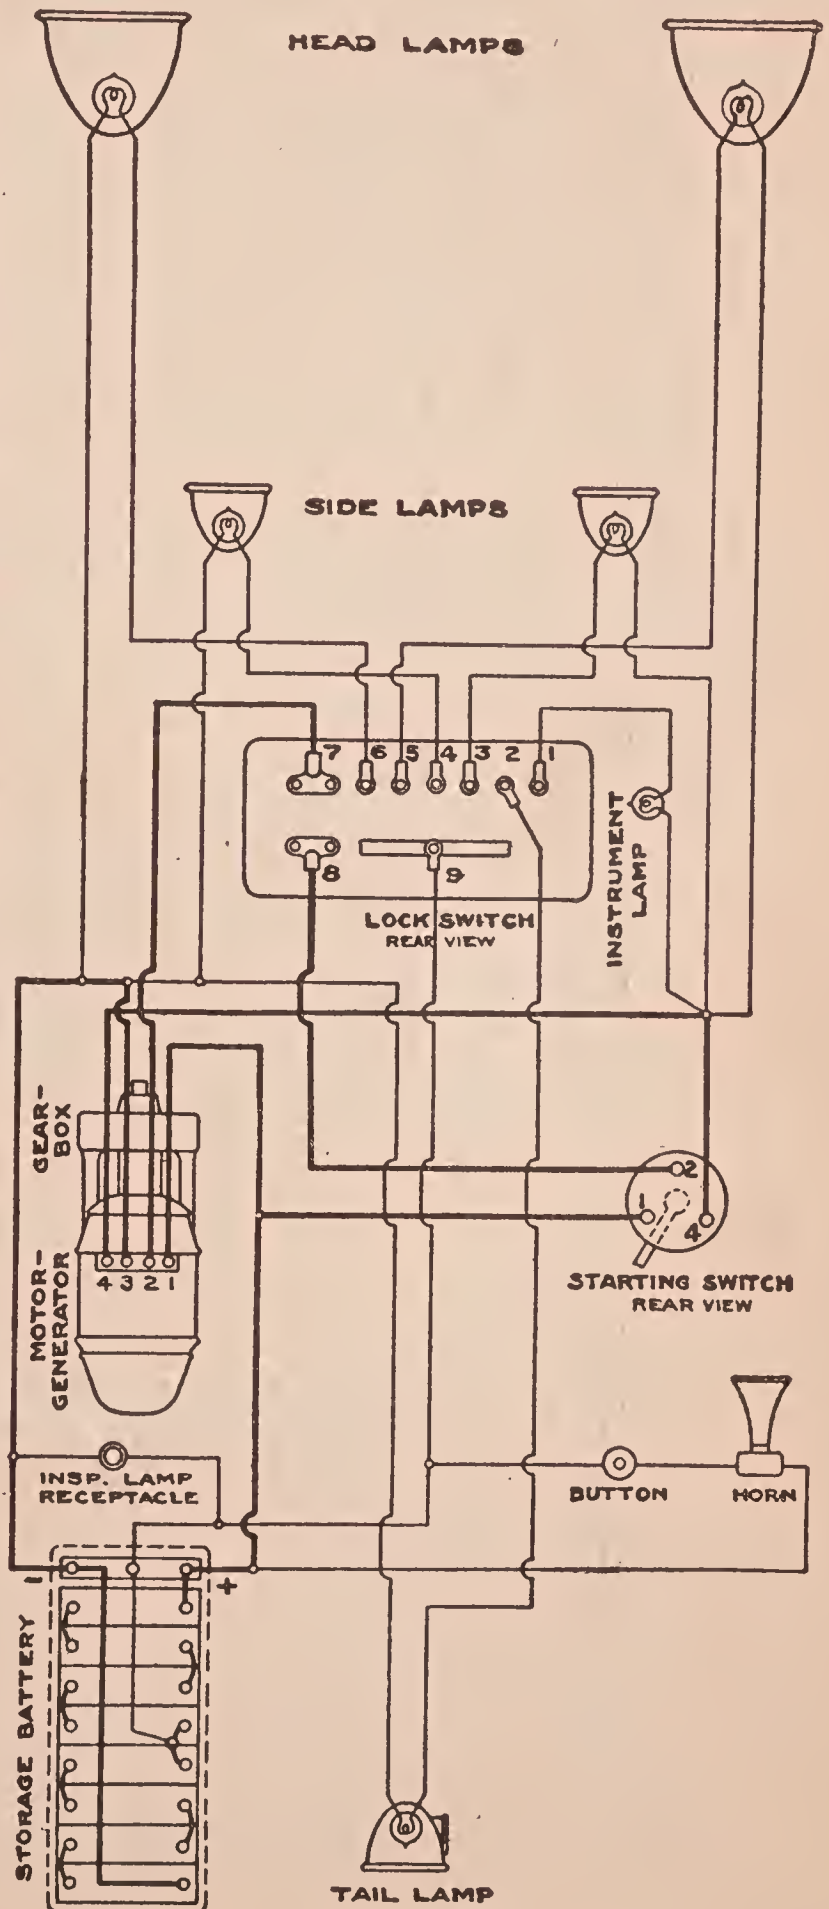 HEAD LAMPS
SIDE LAMPS
7 6 5 4 3 2 1
8
9
LOCK SWITCH
REAR VIEW
INSTRUMENT
LAMP
GEAR-
BOX
2
1
4
4 3 2 1
MOTOR-
GENERATOR
STARTING SWITCH
REAR VIEW
INSP. LAMP
RECEPTACLE
BUTTON
HORN
- +
STORAGE BATTERY
TAIL LAMP